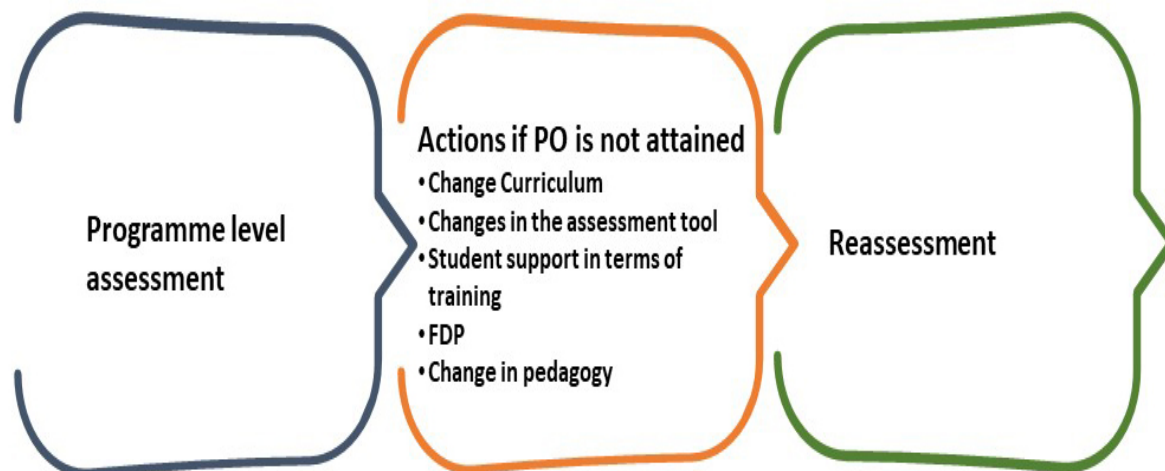 Programme level
assessment
Actions if PO is not attained
• Change Curriculum
• Changes in the assessment tool
• Student support in terms of
training
• FDP
• Change in pedagogy
Reassessment